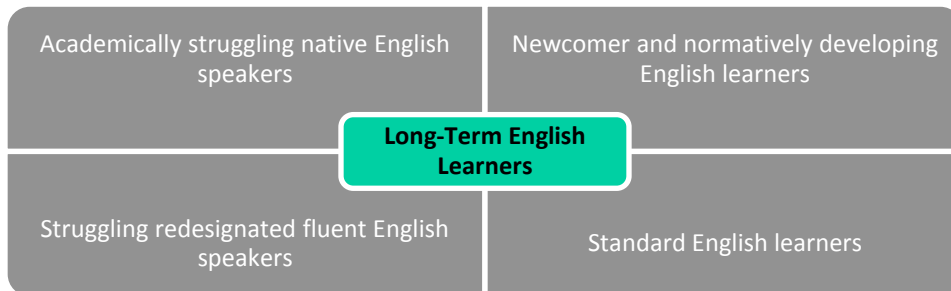 Academically struggling native English
speakers
Newcomer and normatively developing
English learners
Long-Term English
Learners
Struggling redesignated fluent English
speakers
Standard English learners